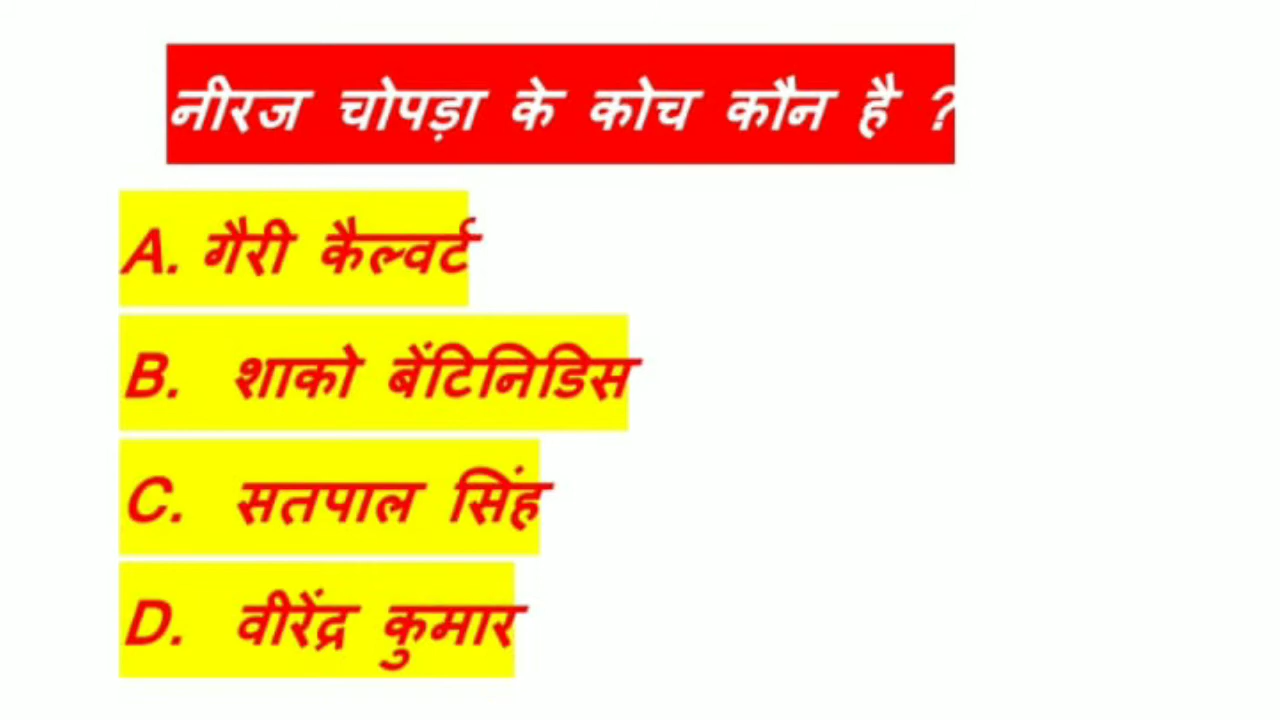 नीरज चोपड़ा के कोच कौन है ?
A. गैरी कैल्वर्ट
B. शाको बेंटिनिडिस
C. सतपाल सिंह
D. वीरेंद्र कुमार